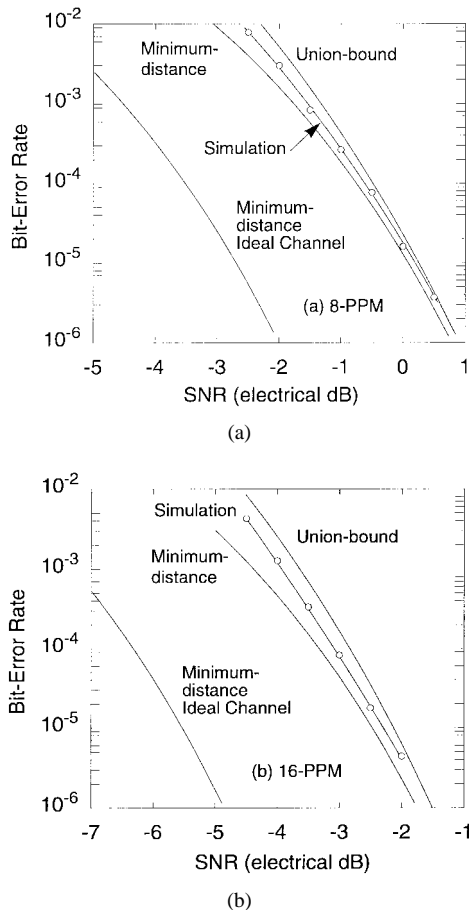 10^-2
Minimum-
distance
Union-bound
10^-3
Simulation
10^-4
Minimum-
distance
Ideal Channel
10^-5
(a) 8-PPM
10^-6
Bit-Error Rate
-5 -4 -3 -2 -1 0 1
SNR (electrical dB)
(a)
10^-2
Simulation
Union-bound
Minimum-
distance
10^-3
10^-4
Minimum-
distance
Ideal Channel
10^-5
(b) 16-PPM
10^-6
Bit-Error Rate
-7 -6 -5 -4 -3 -2 -1
SNR (electrical dB)
(b)